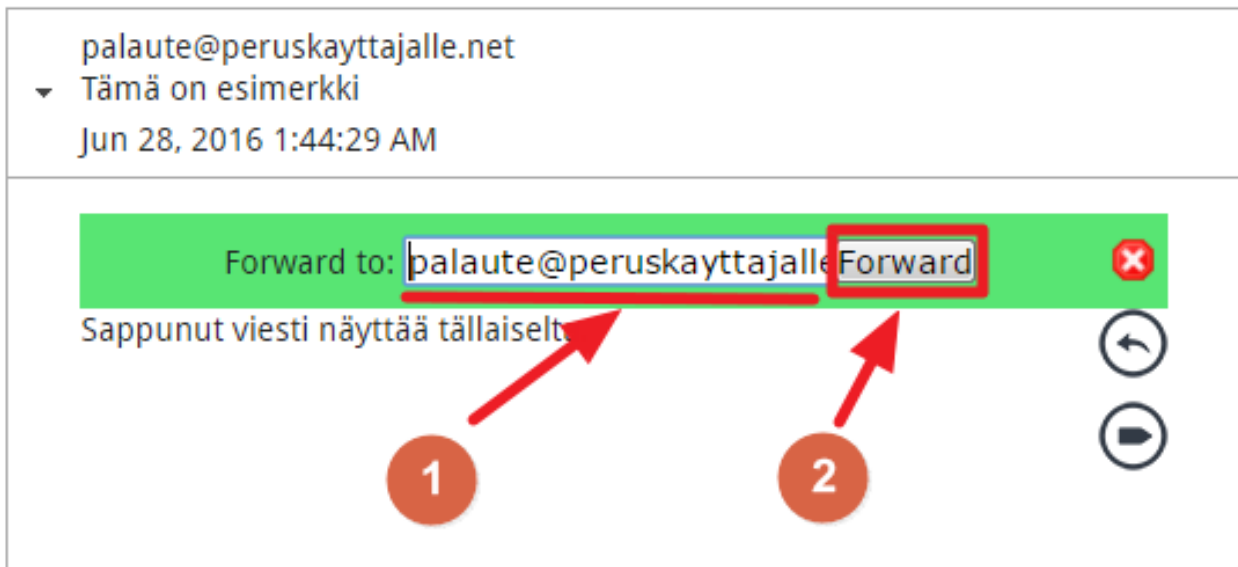 palaute@peruskayttajalle.net
Tämä on esimerkki
Jun 28, 2016 1:44:29 AM
Forward to: palaute@peruskayttajalle Forward
Sappunut viesti näyttää tällaiselt
1 2